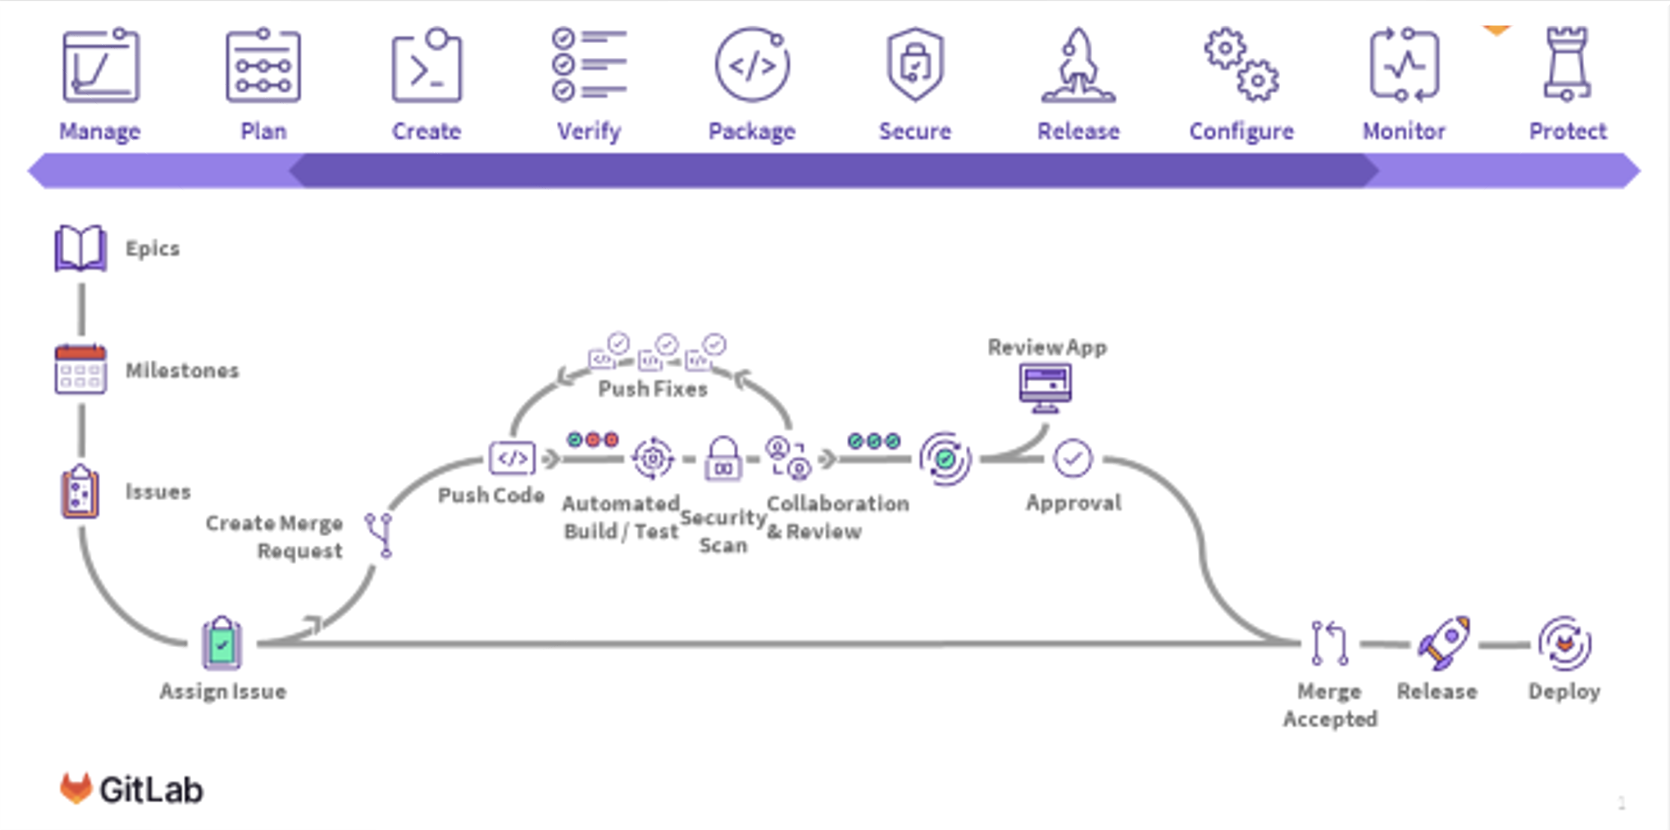 Manage
Plan
Create
Verify
Package
Secure
Release
Configure
Monitor
Protect
Epics
Milestones
Issues
Assign Issue
Create Merge
Request
Push Code
Push Fixes
Automated
Build / Test
Security
Scan
Collaboration
& Review
Review App
Approval
Merge
Accepted
Release
Deploy
GitLab
1